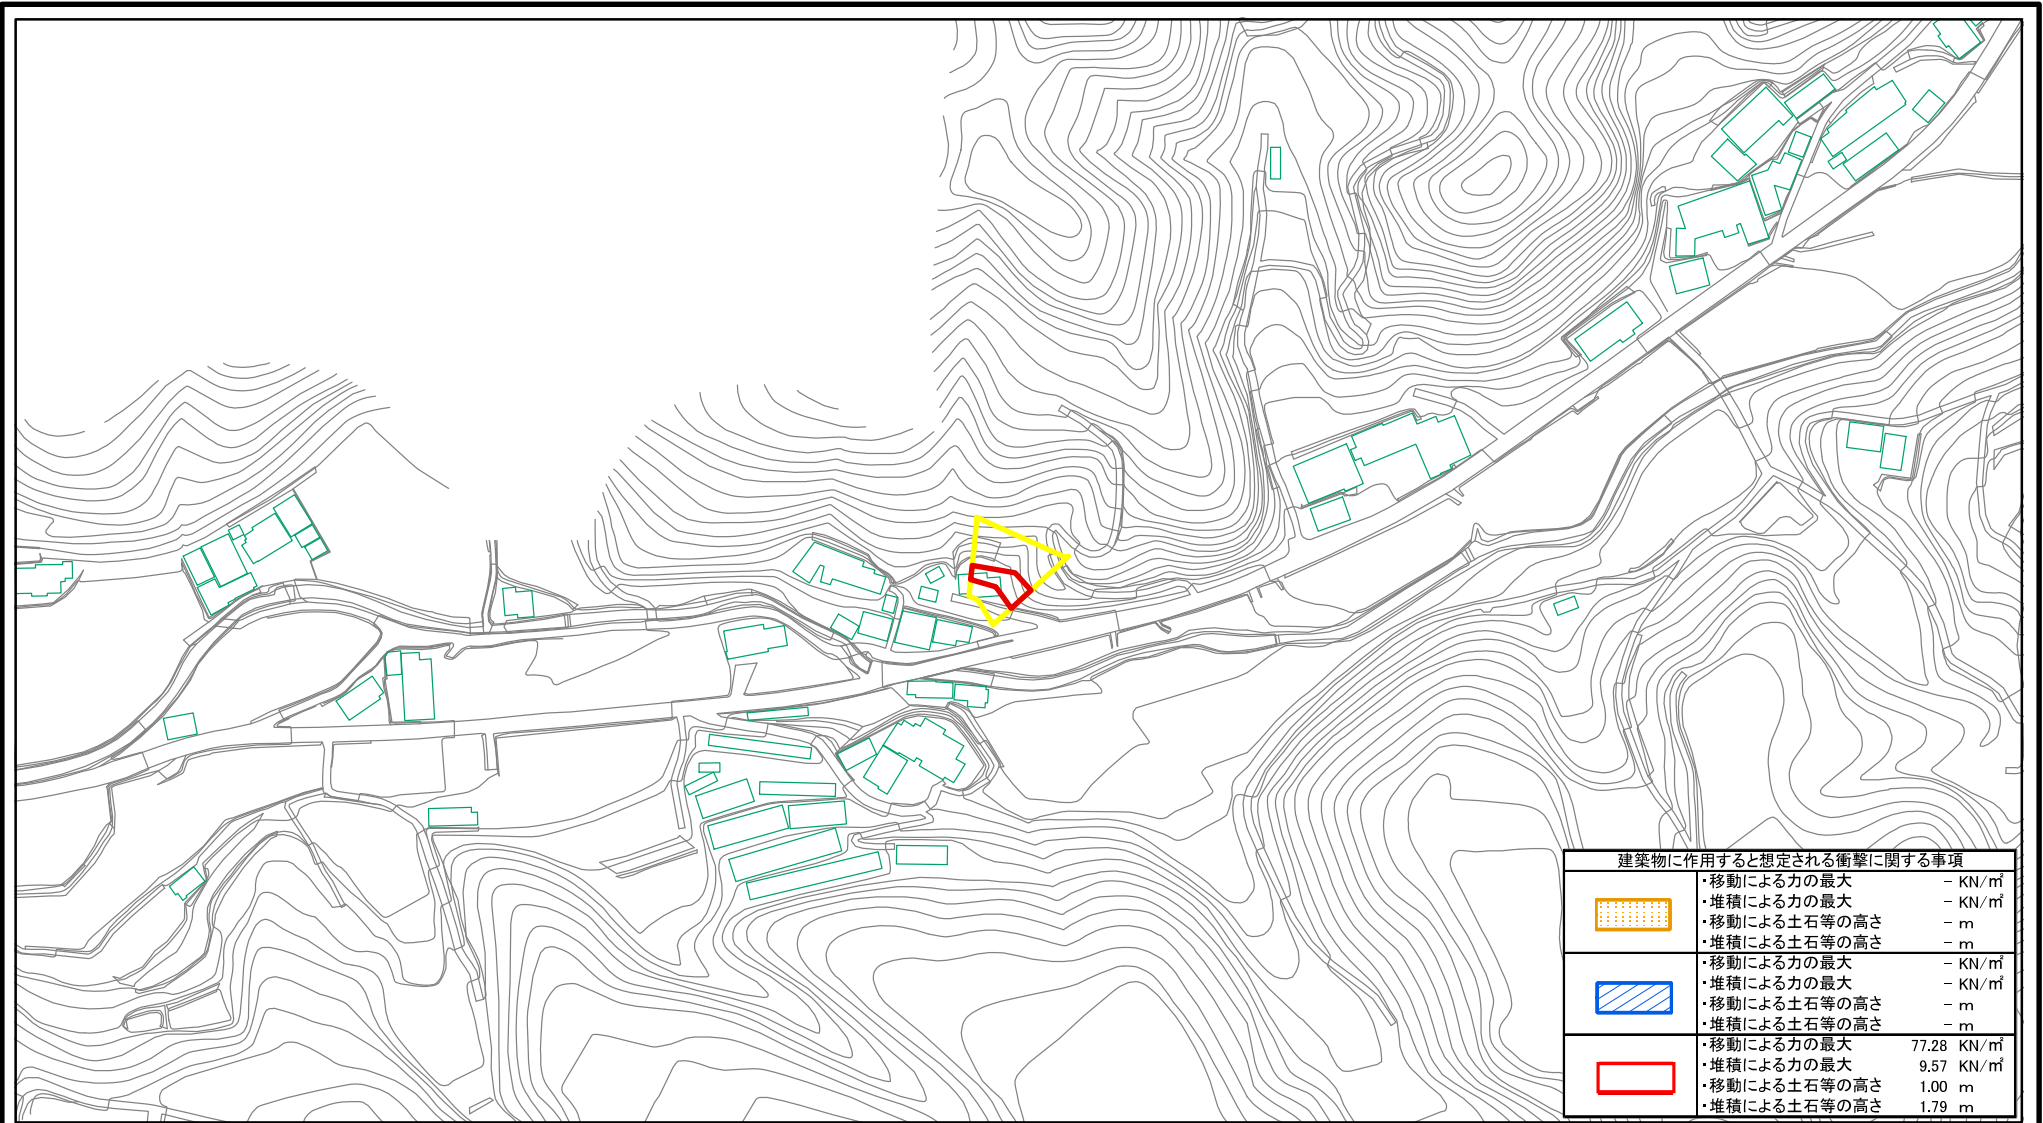 建築物に作用すると想定される衝撃に関する事項
・移動による力の最大 － KN/㎡
・堆積による力の最大 － KN/㎡
・移動による土石等の高さ － m
・堆積による土石等の高さ － m
・移動による力の最大 － KN/㎡
・堆積による力の最大 － KN/㎡
・移動による土石等の高さ － m
・堆積による土石等の高さ － m
・移動による力の最大 77.28 KN/㎡
・堆積による力の最大 9.57 KN/㎡
・移動による土石等の高さ 1.00 m
・堆積による土石等の高さ 1.79 m